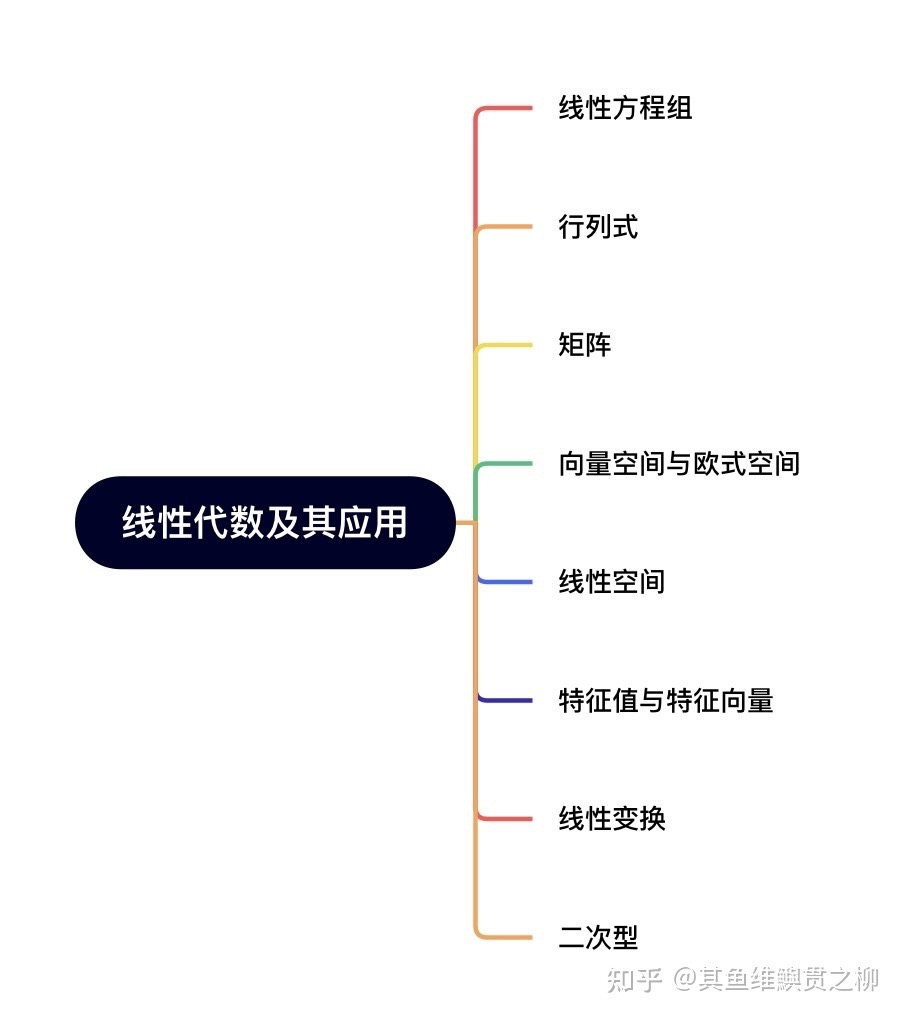 线性方程组
行列式
矩阵
向量空间与欧式空间
线性代数及其应用
线性空间
特征值与特征向量
线性变换
二次型
知乎 @其鱼维鱮贯之柳